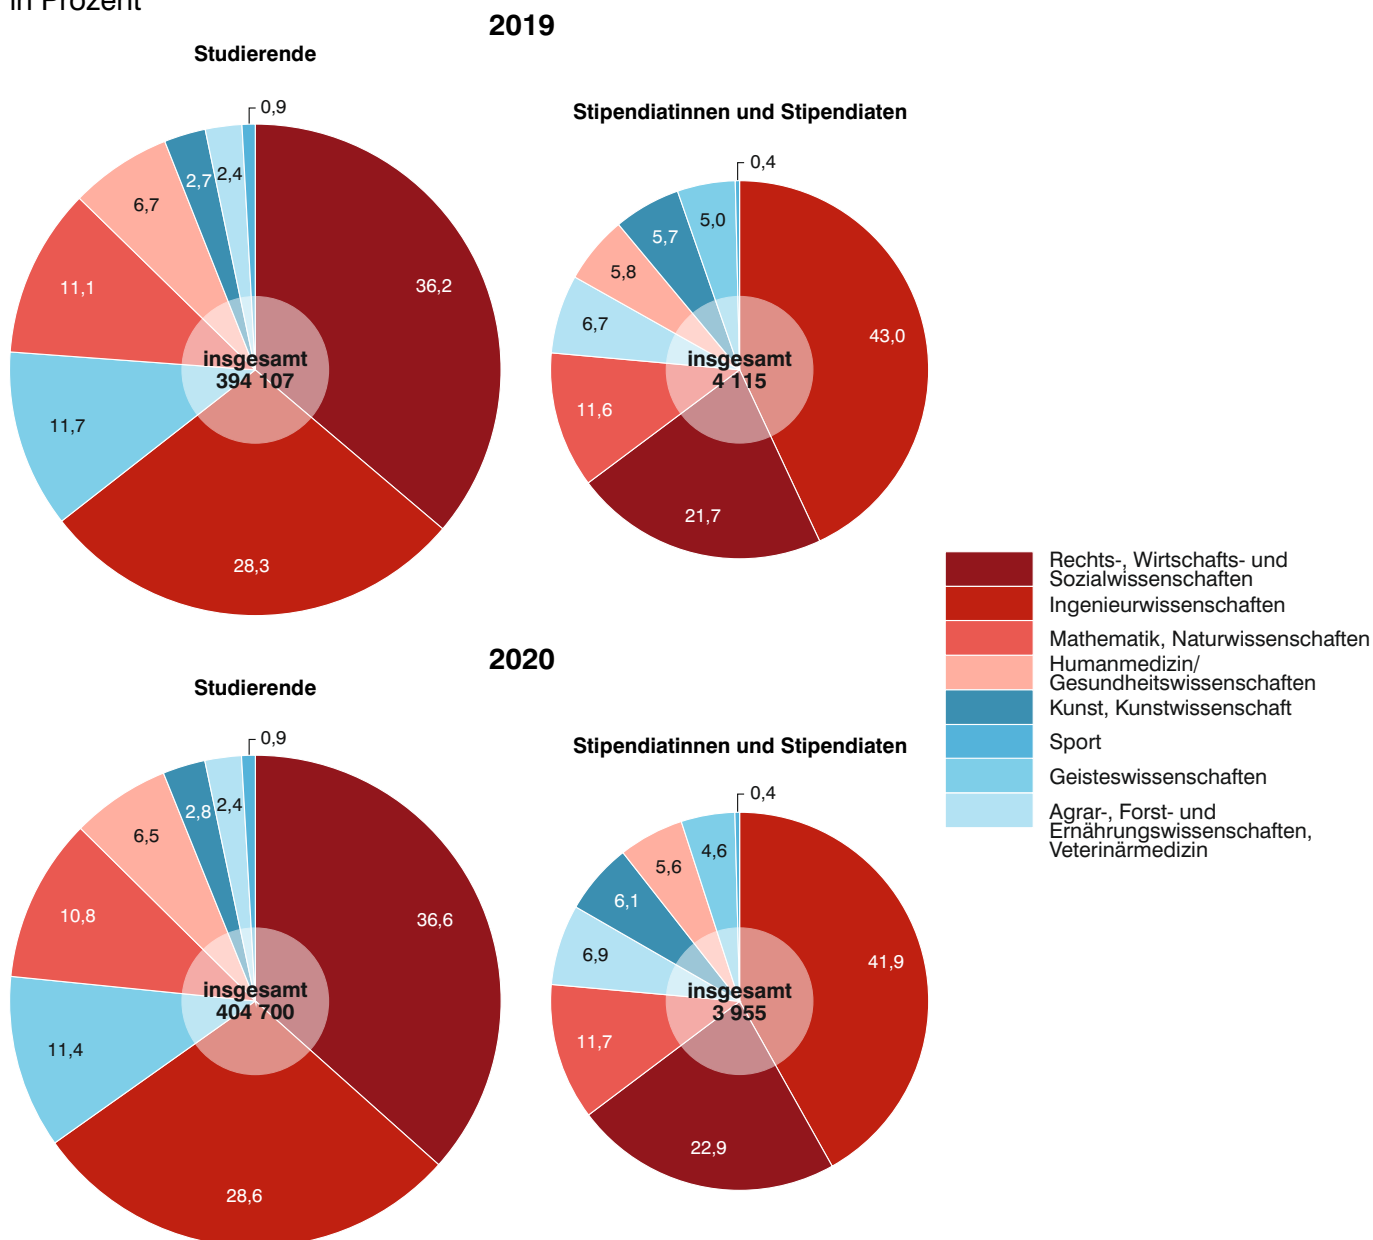 in Prozent
2019
Studierende
0,9
2,4
2,7
6,7
11,1
36,2
insgesamt
394 107
11,7
28,3
Stipendiatinnen und Stipendiaten
0,4
5,0
5,7
5,8
6,7
43,0
insgesamt
4 115
11,6
21,7
Rechts-, Wirtschafts- und
Sozialwissenschaften
Ingenieurwissenschaften
Mathematik, Naturwissenschaften
Humanmedizin/
Gesundheitswissenschaften
Kunst, Kunstwissenschaft
Sport
Geisteswissenschaften
Agrar-, Forst- und
Ernährungswissenschaften,
Veterinärmedizin
2020
Studierende
0,9
2,4
2,8
6,5
10,8
36,6
insgesamt
404 700
11,4
28,6
Stipendiatinnen und Stipendiaten
0,4
4,6
5,6
6,1
6,9
41,9
insgesamt
3 955
11,7
22,9